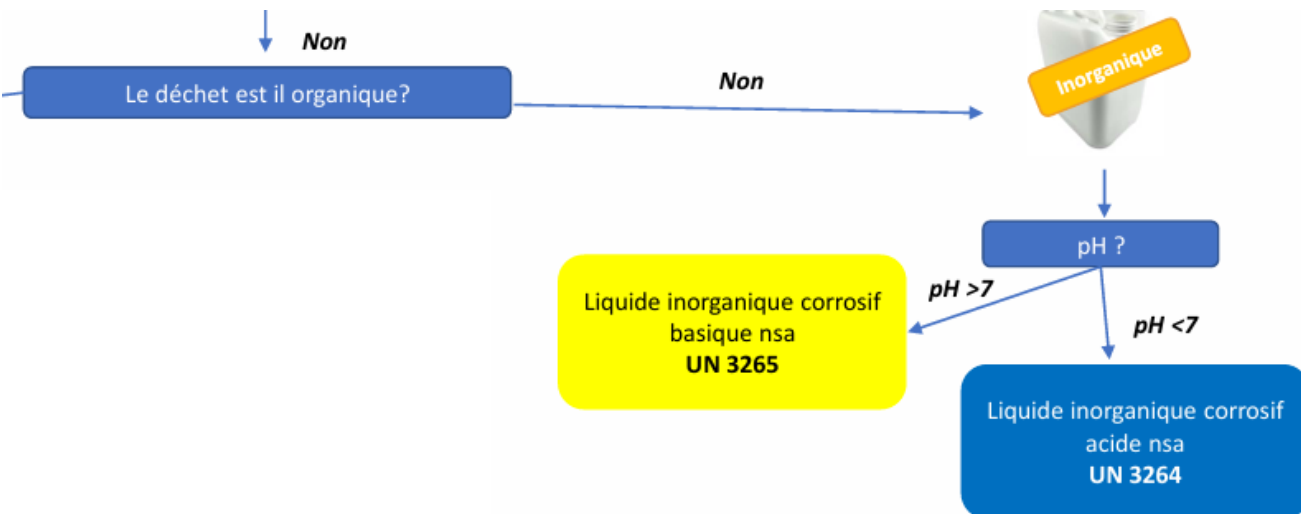 Non
Le déchet est il organique?
Non
Inorganique
pH ?
pH >7
Liquide inorganique corrosif
basique nsa
UN 3265
pH <7
Liquide inorganique corrosif
acide nsa
UN 3264